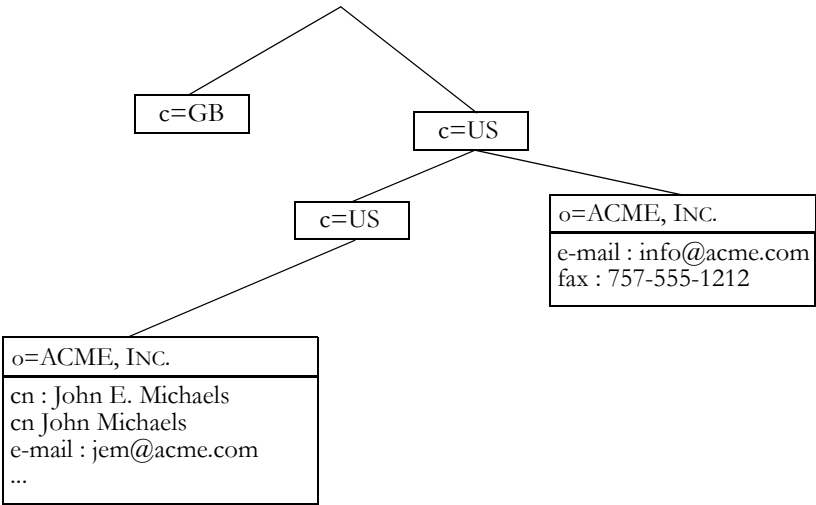 c=GB
c=US
c=US
o=ACME, INC.
e-mail : info@acme.com
fax : 757-555-1212
o=ACME, INC.
cn : John E. Michaels
cn John Michaels
e-mail : jem@acme.com
...